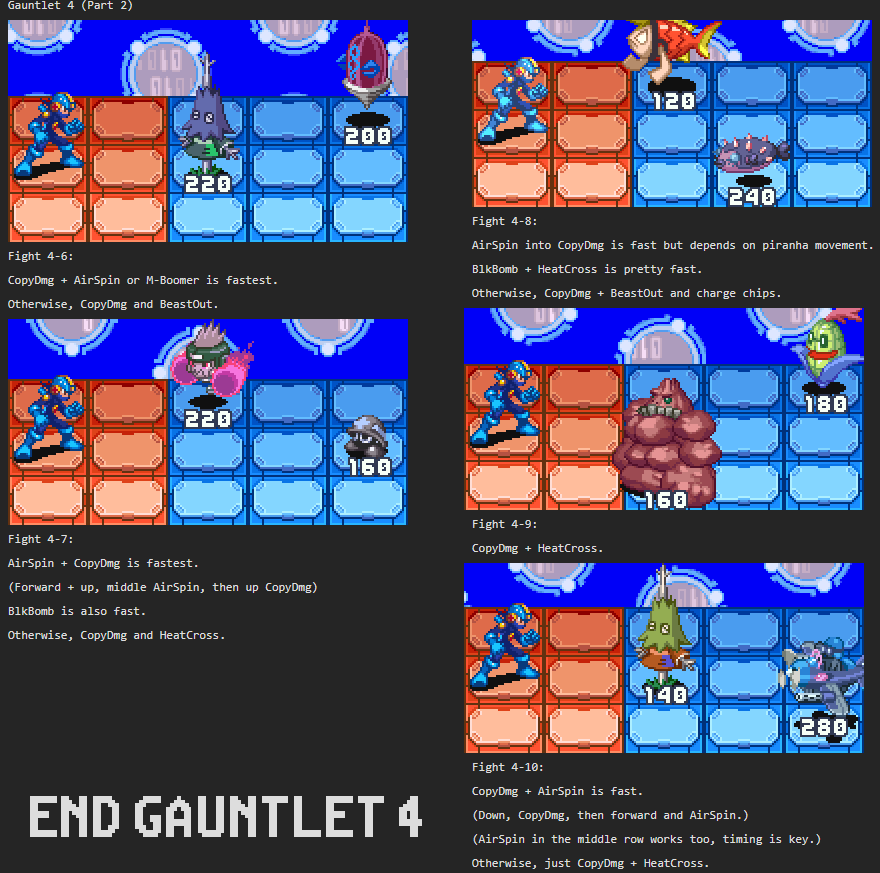 Gauntlet 4 (Part 2)
200
220
Fight 4-6:
CopyDmg + AirSpin or M-Boomer is fastest.
Otherwise, CopyDmg and BeastOut.
220
160
Fight 4-7:
AirSpin + CopyDmg is fastest.
(Forward + up, middle AirSpin, then up CopyDmg)
BlkBomb is also fast.
Otherwise, CopyDmg and HeatCross.
END GAUNTLET 4
120
240
Fight 4-8:
AirSpin into CopyDmg is fast but depends on piranha movement.
BlkBomb + HeatCross is pretty fast.
Otherwise, CopyDmg + BeastOut and charge chips.
180
160
Fight 4-9:
CopyDmg + HeatCross.
140
280
Fight 4-10:
CopyDmg + AirSpin is fast.
(Down, CopyDmg, then forward and AirSpin.)
(AirSpin in the middle row works too, timing is key.)
Otherwise, just CopyDmg + HeatCross.